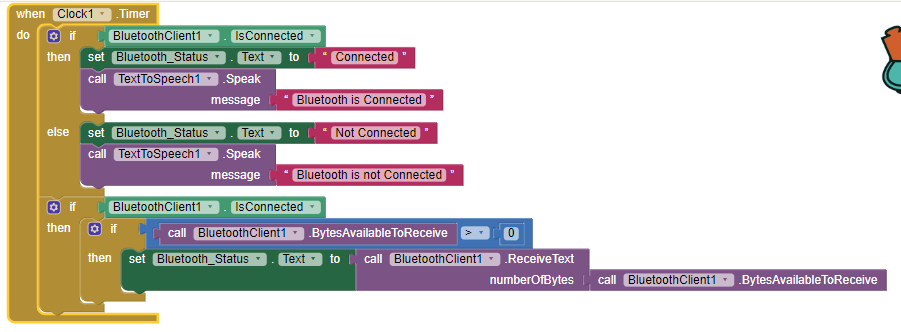 when Clock1 .Timer
do if BluetoothClient1 . IsConnected
then set Bluetooth_Status . Text to " Connected "
call TextToSpeech1 .Speak
message " Bluetooth is Connected "
else set Bluetooth_Status . Text to " Not Connected "
call TextToSpeech1 .Speak
message " Bluetooth is not Connected "
if BluetoothClient1 . IsConnected
then if call BluetoothClient1 .BytesAvailableToReceive > 0
then set Bluetooth_Status . Text to call BluetoothClient1 .ReceiveText
numberOfBytes call BluetoothClient1 .BytesAvailableToReceive